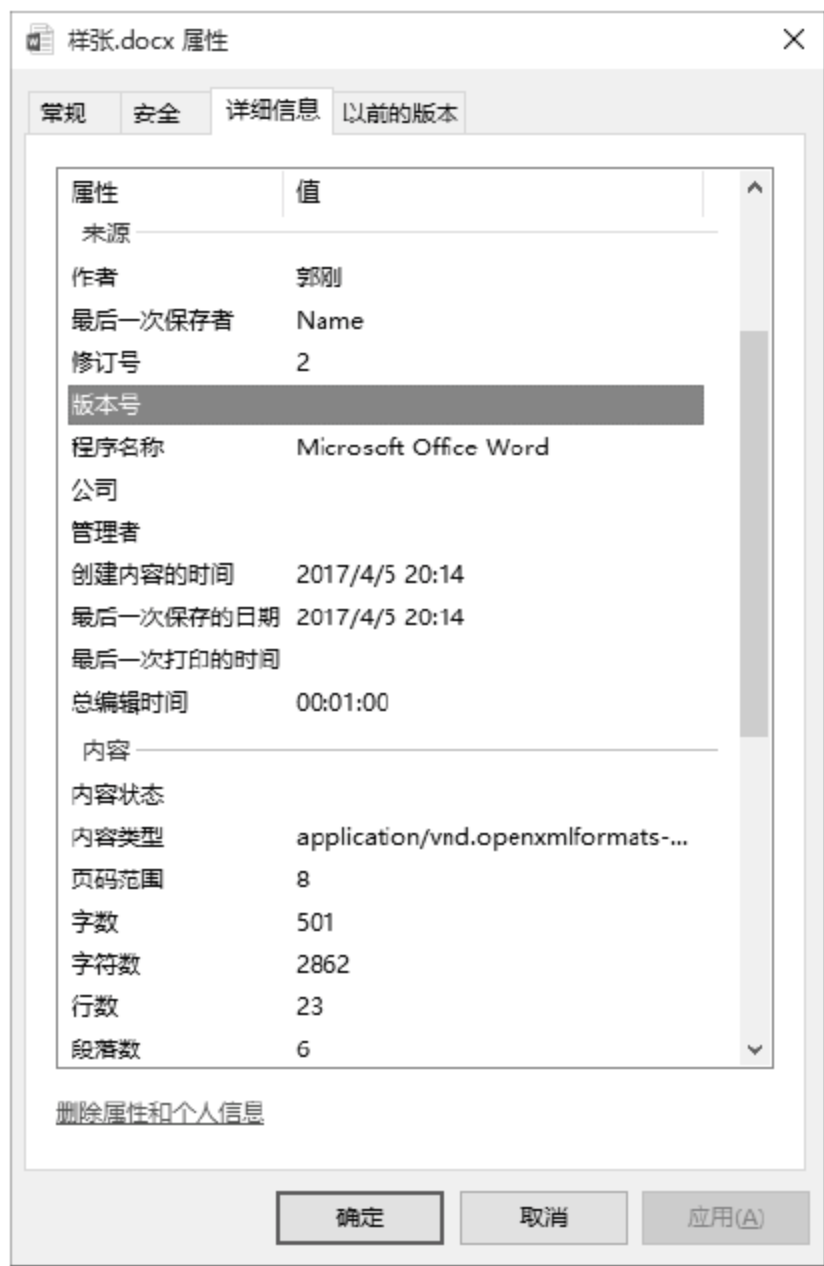 样张.docx 属性
常规 安全 详细信息 以前的版本
属性 值
来源
作者 郭刚
最后一次保存者 Name
修订号 2
版本号
程序名称 Microsoft Office Word
公司
管理者
创建内容的时间 2017/4/5 20:14
最后一次保存的日期 2017/4/5 20:14
最后一次打印的时间
总编辑时间 00:01:00
内容
内容状态
内容类型 application/vnd.openxmlformats-...
页码范围 8
字数 501
字符数 2862
行数 23
段落数 6
删除属性和个人信息
确定 取消 应用(A)